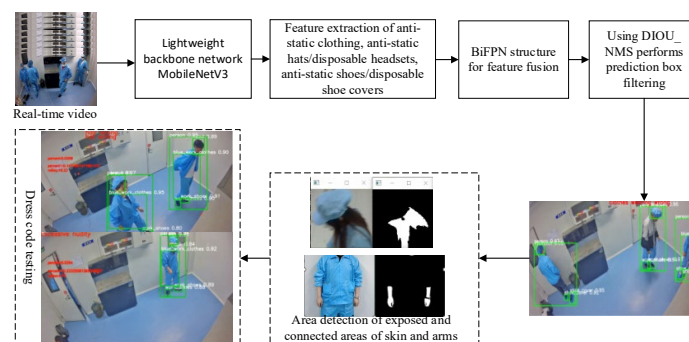 Real-time video
Lightweight
backbone network
MobileNetV3
Feature extraction of anti-
static clothing, anti-static
hats/disposable headsets,
anti-static shoes/disposable
shoe covers
BiFPN structure
for feature fusion
Using DIOU_
NMS performs
prediction box
filtering
Area detection of exposed and
connected areas of skin and arms
Dress code testing